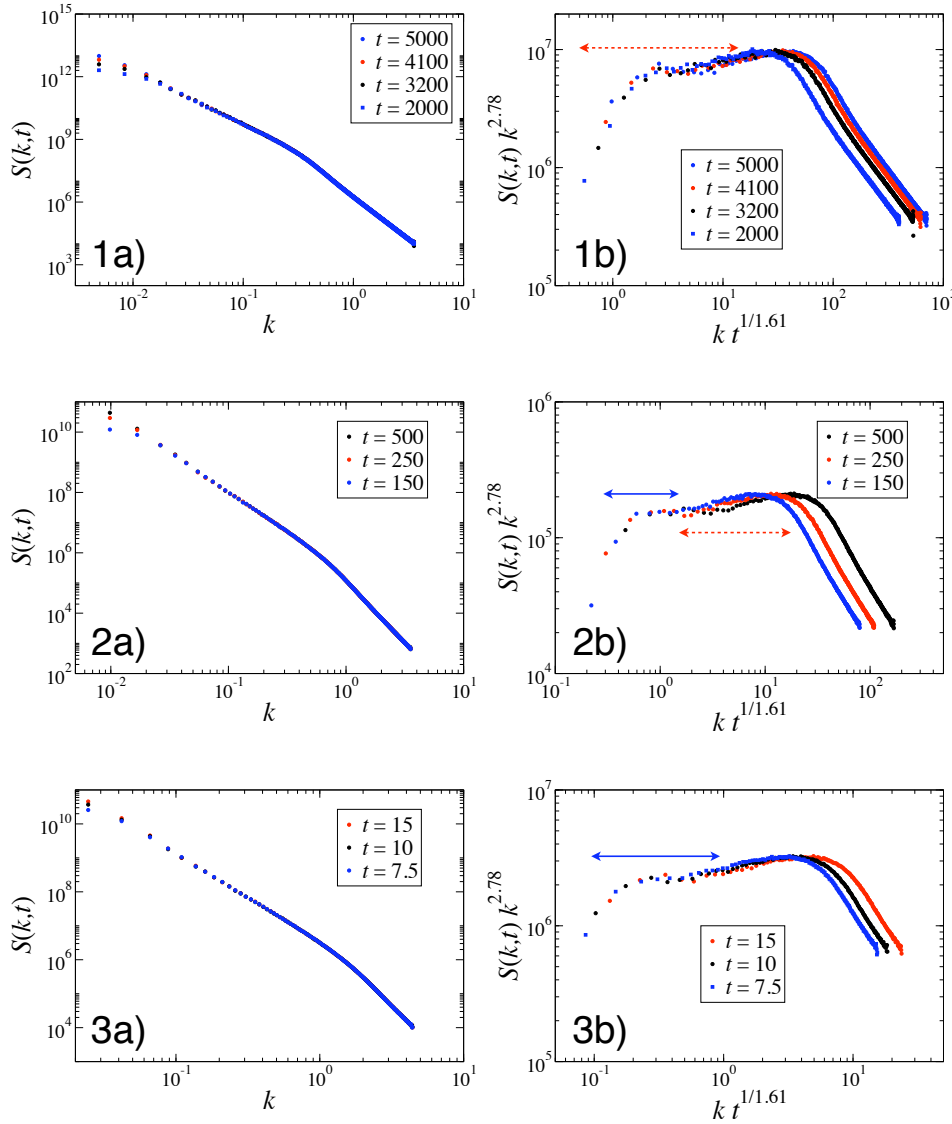 10^15
10^12
10^9
10^6
10^3
S(k,t)
t = 5000
t = 4100
t = 3200
t = 2000
1a)
10^-2
10^-1
10^0
10^1
k
10^7
10^6
10^5
S(k,t) k^2.78
t = 5000
t = 4100
t = 3200
t = 2000
1b)
10^0
10^1
10^2
10^3
k t^1/1.61
10^10
10^8
10^6
10^4
10^2
S(k,t)
t = 500
t = 250
t = 150
2a)
10^-2
10^-1
10^0
10^1
k
10^6
10^5
10^4
S(k,t) k^2.78
t = 500
t = 250
t = 150
2b)
10^-1
10^0
10^1
10^2
k t^1/1.61
10^10
10^8
10^6
10^4
S(k,t)
t = 15
t = 10
t = 7.5
3a)
10^-1
10^0
10^1
k
10^7
10^6
10^5
S(k,t) k^2.78
t = 15
t = 10
t = 7.5
3b)
10^-1
10^0
10^1
k t^1/1.61